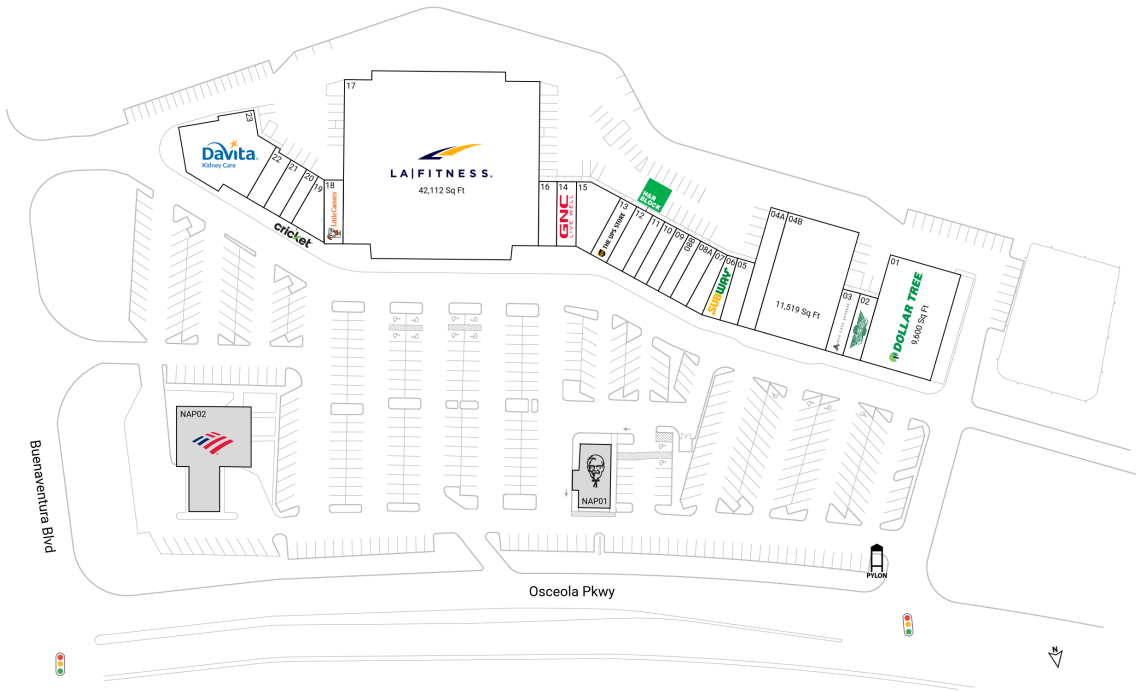 17
23
DaVita
Kidney Care
22
21
20
19
18
Little Caesars
cricket
LA|FITNESS.
42,112 Sq Ft
16
14
GNC
LIVE WELL
15
13
THE UPS STORE
H&R
BLOCK
12
11
10
09
08B
08A
07
06
SUBWAY
05
04A
04B
11,519 Sq Ft
03
02
01
DOLLAR TREE
9,600 Sq Ft
NAP02
NAP01
Buenaventura Blvd
PYLON
Osceola Pkwy
N